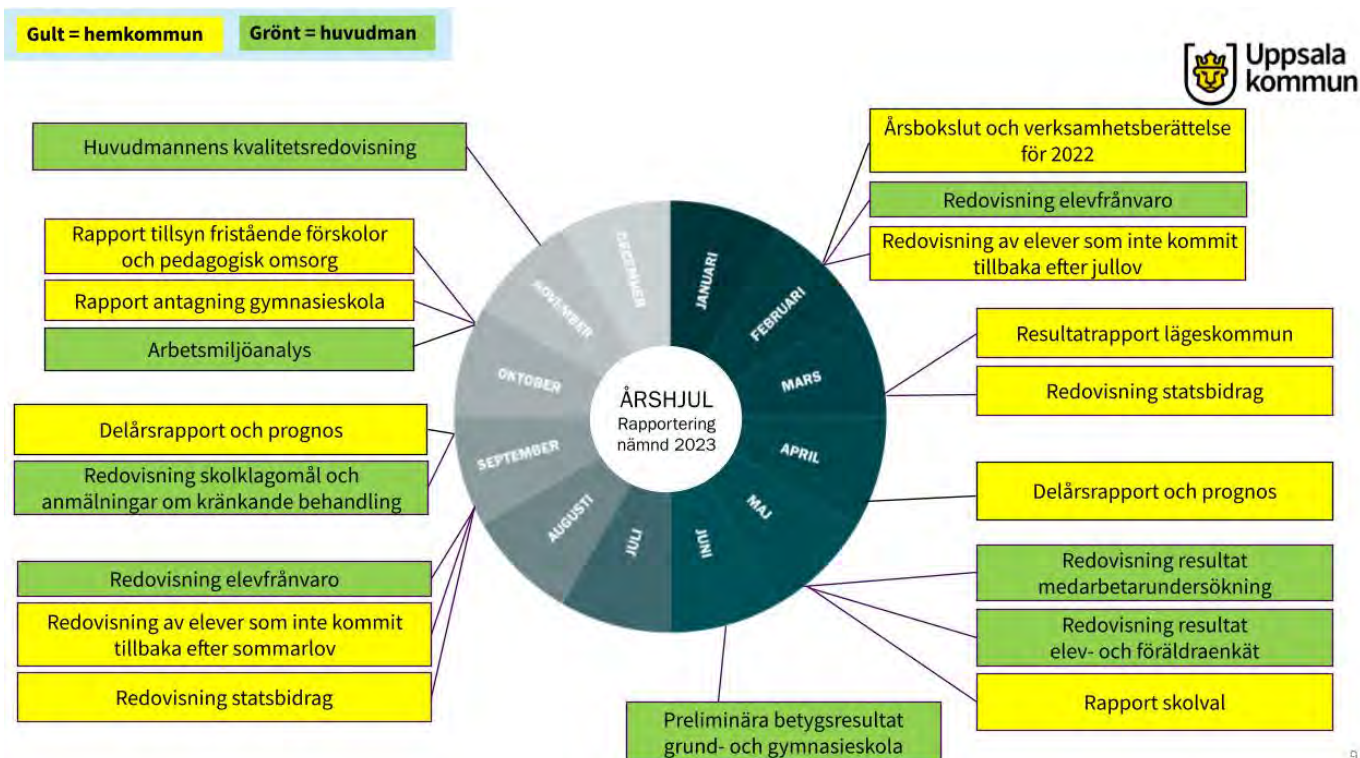 Gult = hemkommun
Grönt = huvudman
Uppsala
kommun
Huvudmannens kvalitetsredovisning
Rapport tillsyn fristående förskolor
och pedagogisk omsorg
Rapport antagning gymnasieskola
Arbetsmiljöanalys
Delårsrapport och prognos
Redovisning skolklagomål och
anmälningar om kränkande behandling
Redovisning elevfrånvaro
Redovisning av elever som inte kommit
tillbaka efter sommarlov
Redovisning statsbidrag
ÅRSHJUL
Rapportering
nämnd 2023
JANUARI
FEBRUARI
MARS
APRIL
MAJ
JUNI
JULI
AUGUSTI
SEPTEMBER
OKTOBER
NOVEMBER
DECEMBER
Årsbokslut och verksamhetsberättelse
för 2022
Redovisning elevfrånvaro
Redovisning av elever som inte kommit
tillbaka efter jullov
Resultatrapport lägeskommun
Redovisning statsbidrag
Delårsrapport och prognos
Redovisning resultat
medarbetarundersökning
Redovisning resultat
elev- och föräldraenkät
Rapport skolval
Preliminära betygsresultat
grund- och gymnasieskola
9